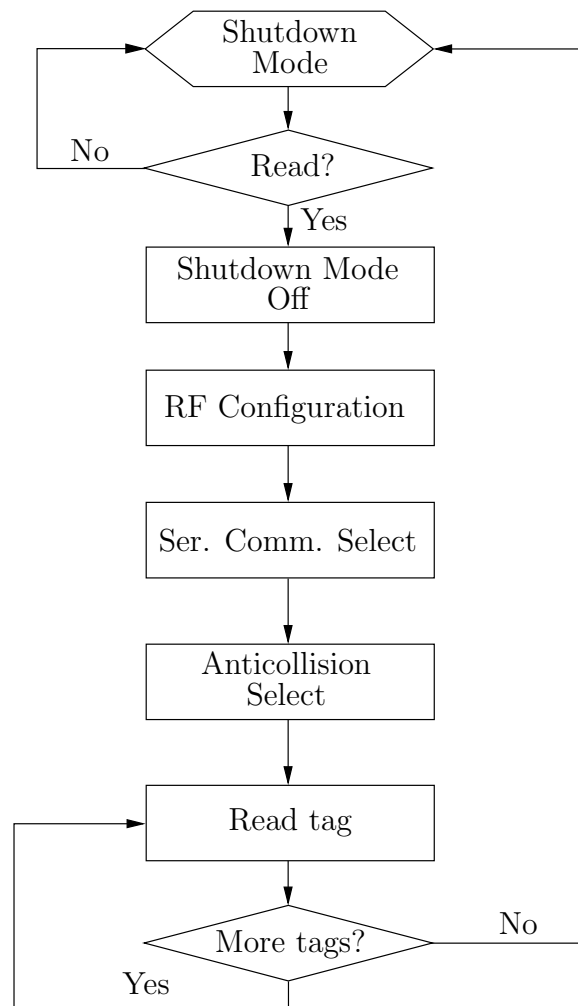 Shutdown
Mode
No
Read?
Yes
Shutdown Mode
Off
RF Configuration
Ser. Comm. Select
Anticollision
Select
Read tag
No
More tags?
Yes